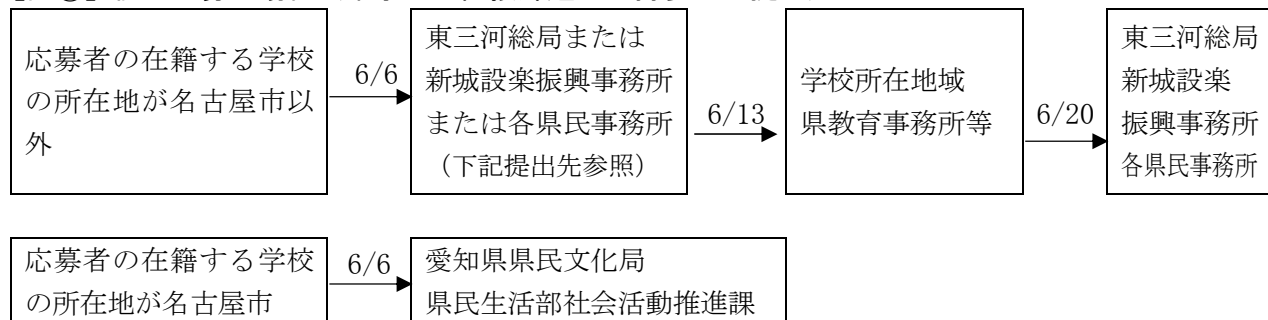 応募者の在籍する学校
の所在地が名古屋市以
外
6/6
東三河総局または
新城設楽振興事務所
または各県民事務所
（下記提出先参照）
6/13
学校所在地域
県教育事務所等
6/20
東三河総局
新城設楽
振興事務所
各県民事務所
応募者の在籍する学校
の所在地が名古屋市
6/6
愛知県県民文化局
県民生活部社会活動推進課